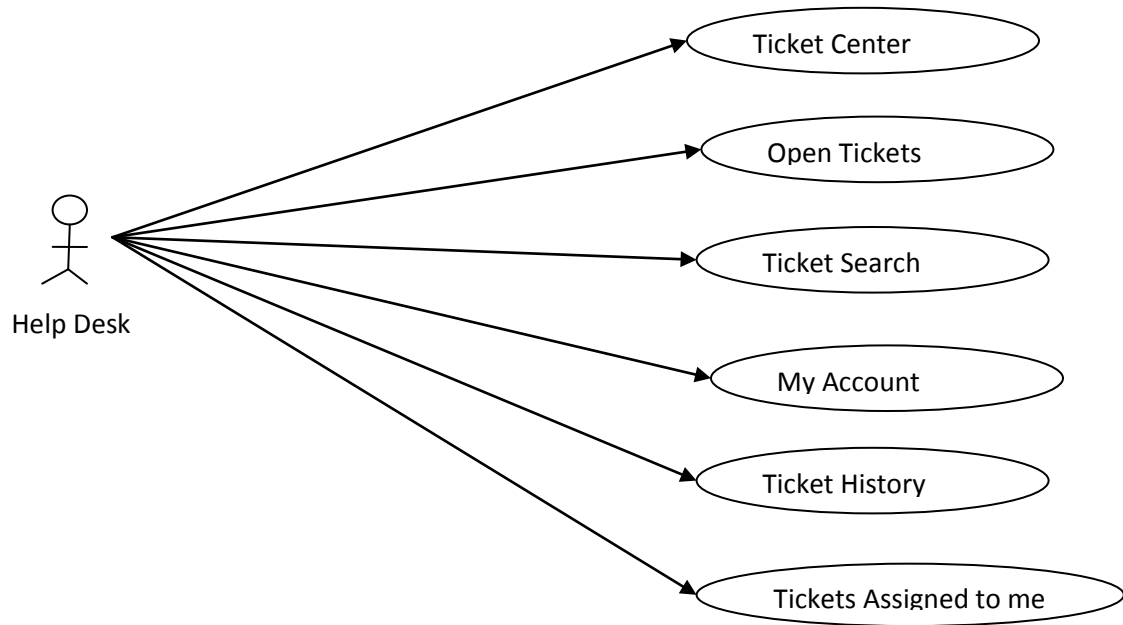 Ticket Center
Open Tickets
Ticket Search
Help Desk
My Account
Ticket History
Tickets Assigned to me